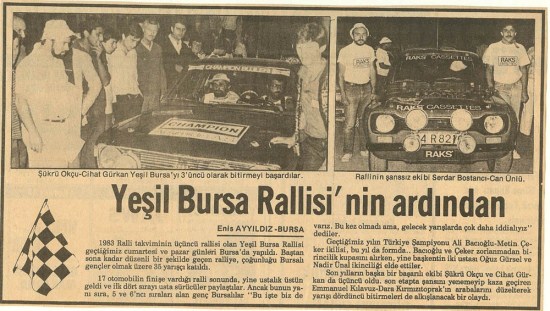 CHAMPION
CHAMPION
RAKS
CASSETTES
RAKS
RAKS CASSETTES
4 R 821
RAKS
Şükrü Okçu-Cihat Gürkan Yeşil Bursa'yı 3'üncü olarak bitirmeyi başardılar.
Rallinin şanssız ekibi Serdar Bostancı-Can Ünlü.
Yeşil Bursa Rallisi'nin ardından
Enis AYYILDIZ -BURSA
1983 Ralli takviminin üçüncü rallisi olan Yeşil Bursa Rallisi
geçtiğimiz cumartesi ve pazar günleri Bursa'da yapıldı. Baştan
sona kadar düzenli bir şekilde geçen ralliye, çoğunluğu Bursalı
gençler olmak üzere 35 yarışçı katıldı.
17 otomobilin finişe vardığı ralli sonunda, yine ustalık üstün
geldi ve ilk dört sırayı usta sürücüler paylaştılar. Ancak bunun ya-
nı sıra, 5 ve 6'ncı sıraları alan genç Bursalılar "Bu işte biz de
varız. Bu kez olmadı ama, gelecek yarışlarda çok daha iddialıyız"
dediler.
Geçtiğimiz yılın Türkiye Şampiyonu Ali Bacıoğlu-Metin Çe-
ker ikilisi, bu yıl da formda.. Bacıoğlu ve Çeker zorlanmadan bi-
rincilik kupasını alırken, yine başkentin iki ustası Oğuz Gürsel ve
Nadir Ünal ikinciliği elde ettiler.
Son yılların başka bir başarılı ekibi Şükrü Okçu ve Cihat Gür-
kan da üçüncü oldu. son etapta şansını yenemeyip kaza geçiren
Emmanuel Kılavuz-Dara Kırmızıtoprak'ın arabalarını düzelterek
yarışı dördüncü bitirmeleri de alkışlanacak bir olaydı.